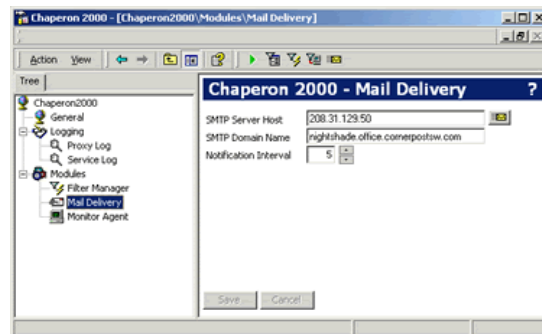 Chaperon 2000 - [Chaperon2000\Modules\Mail Delivery]
Action View
Tree
Chaperon2000
General
Logging
Proxy Log
Service Log
Modules
Filter Manager
Mail Delivery
Monitor Agent
Chaperon 2000 - Mail Delivery ?
SMTP Server Host 208.31.129.50
SMTP Domain Name nightshade.office.cornerpostsw.com
Notification Interval 5
Save Cancel